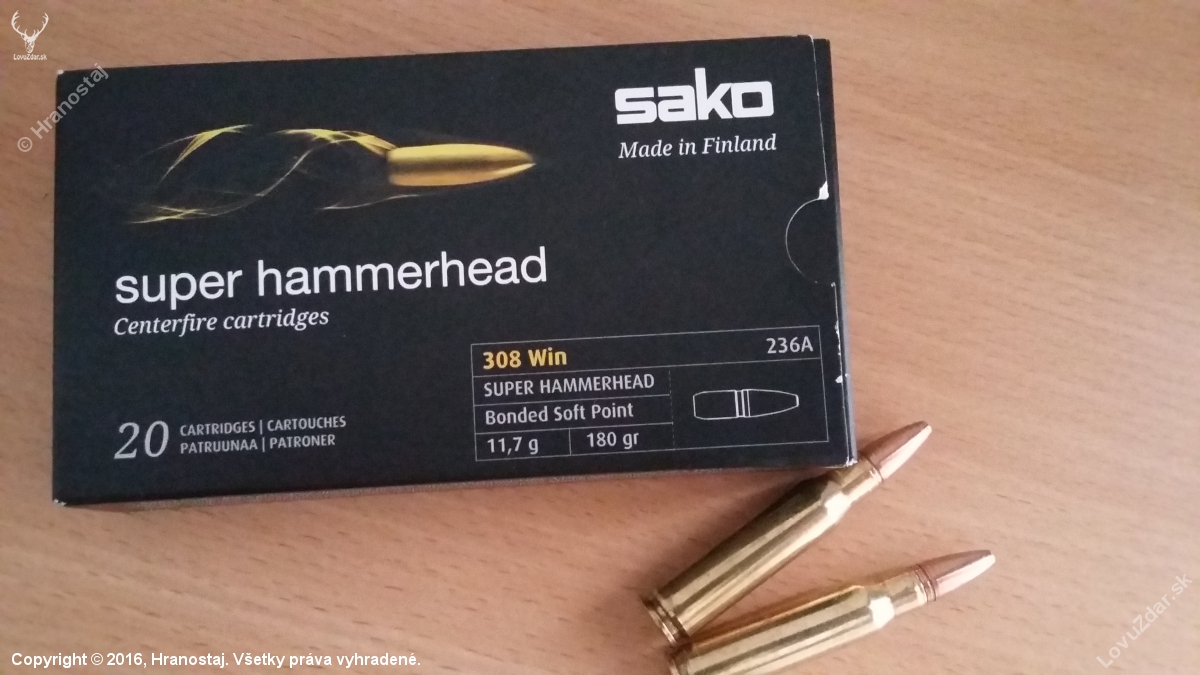 LovuZdar.sk
© Hranostaj
sako
Made in Finland
super hammerhead
Centerfire cartridges
308 Win 236A
SUPER HAMMERHEAD
Bonded Soft Point
11,7 g 180 gr
20 CARTRIDGES | CARTOUCHES
PATRUUNAA | PATRONER
LovuZdar.sk
Copyright © 2016, Hranostaj. Všetky práva vyhradené.